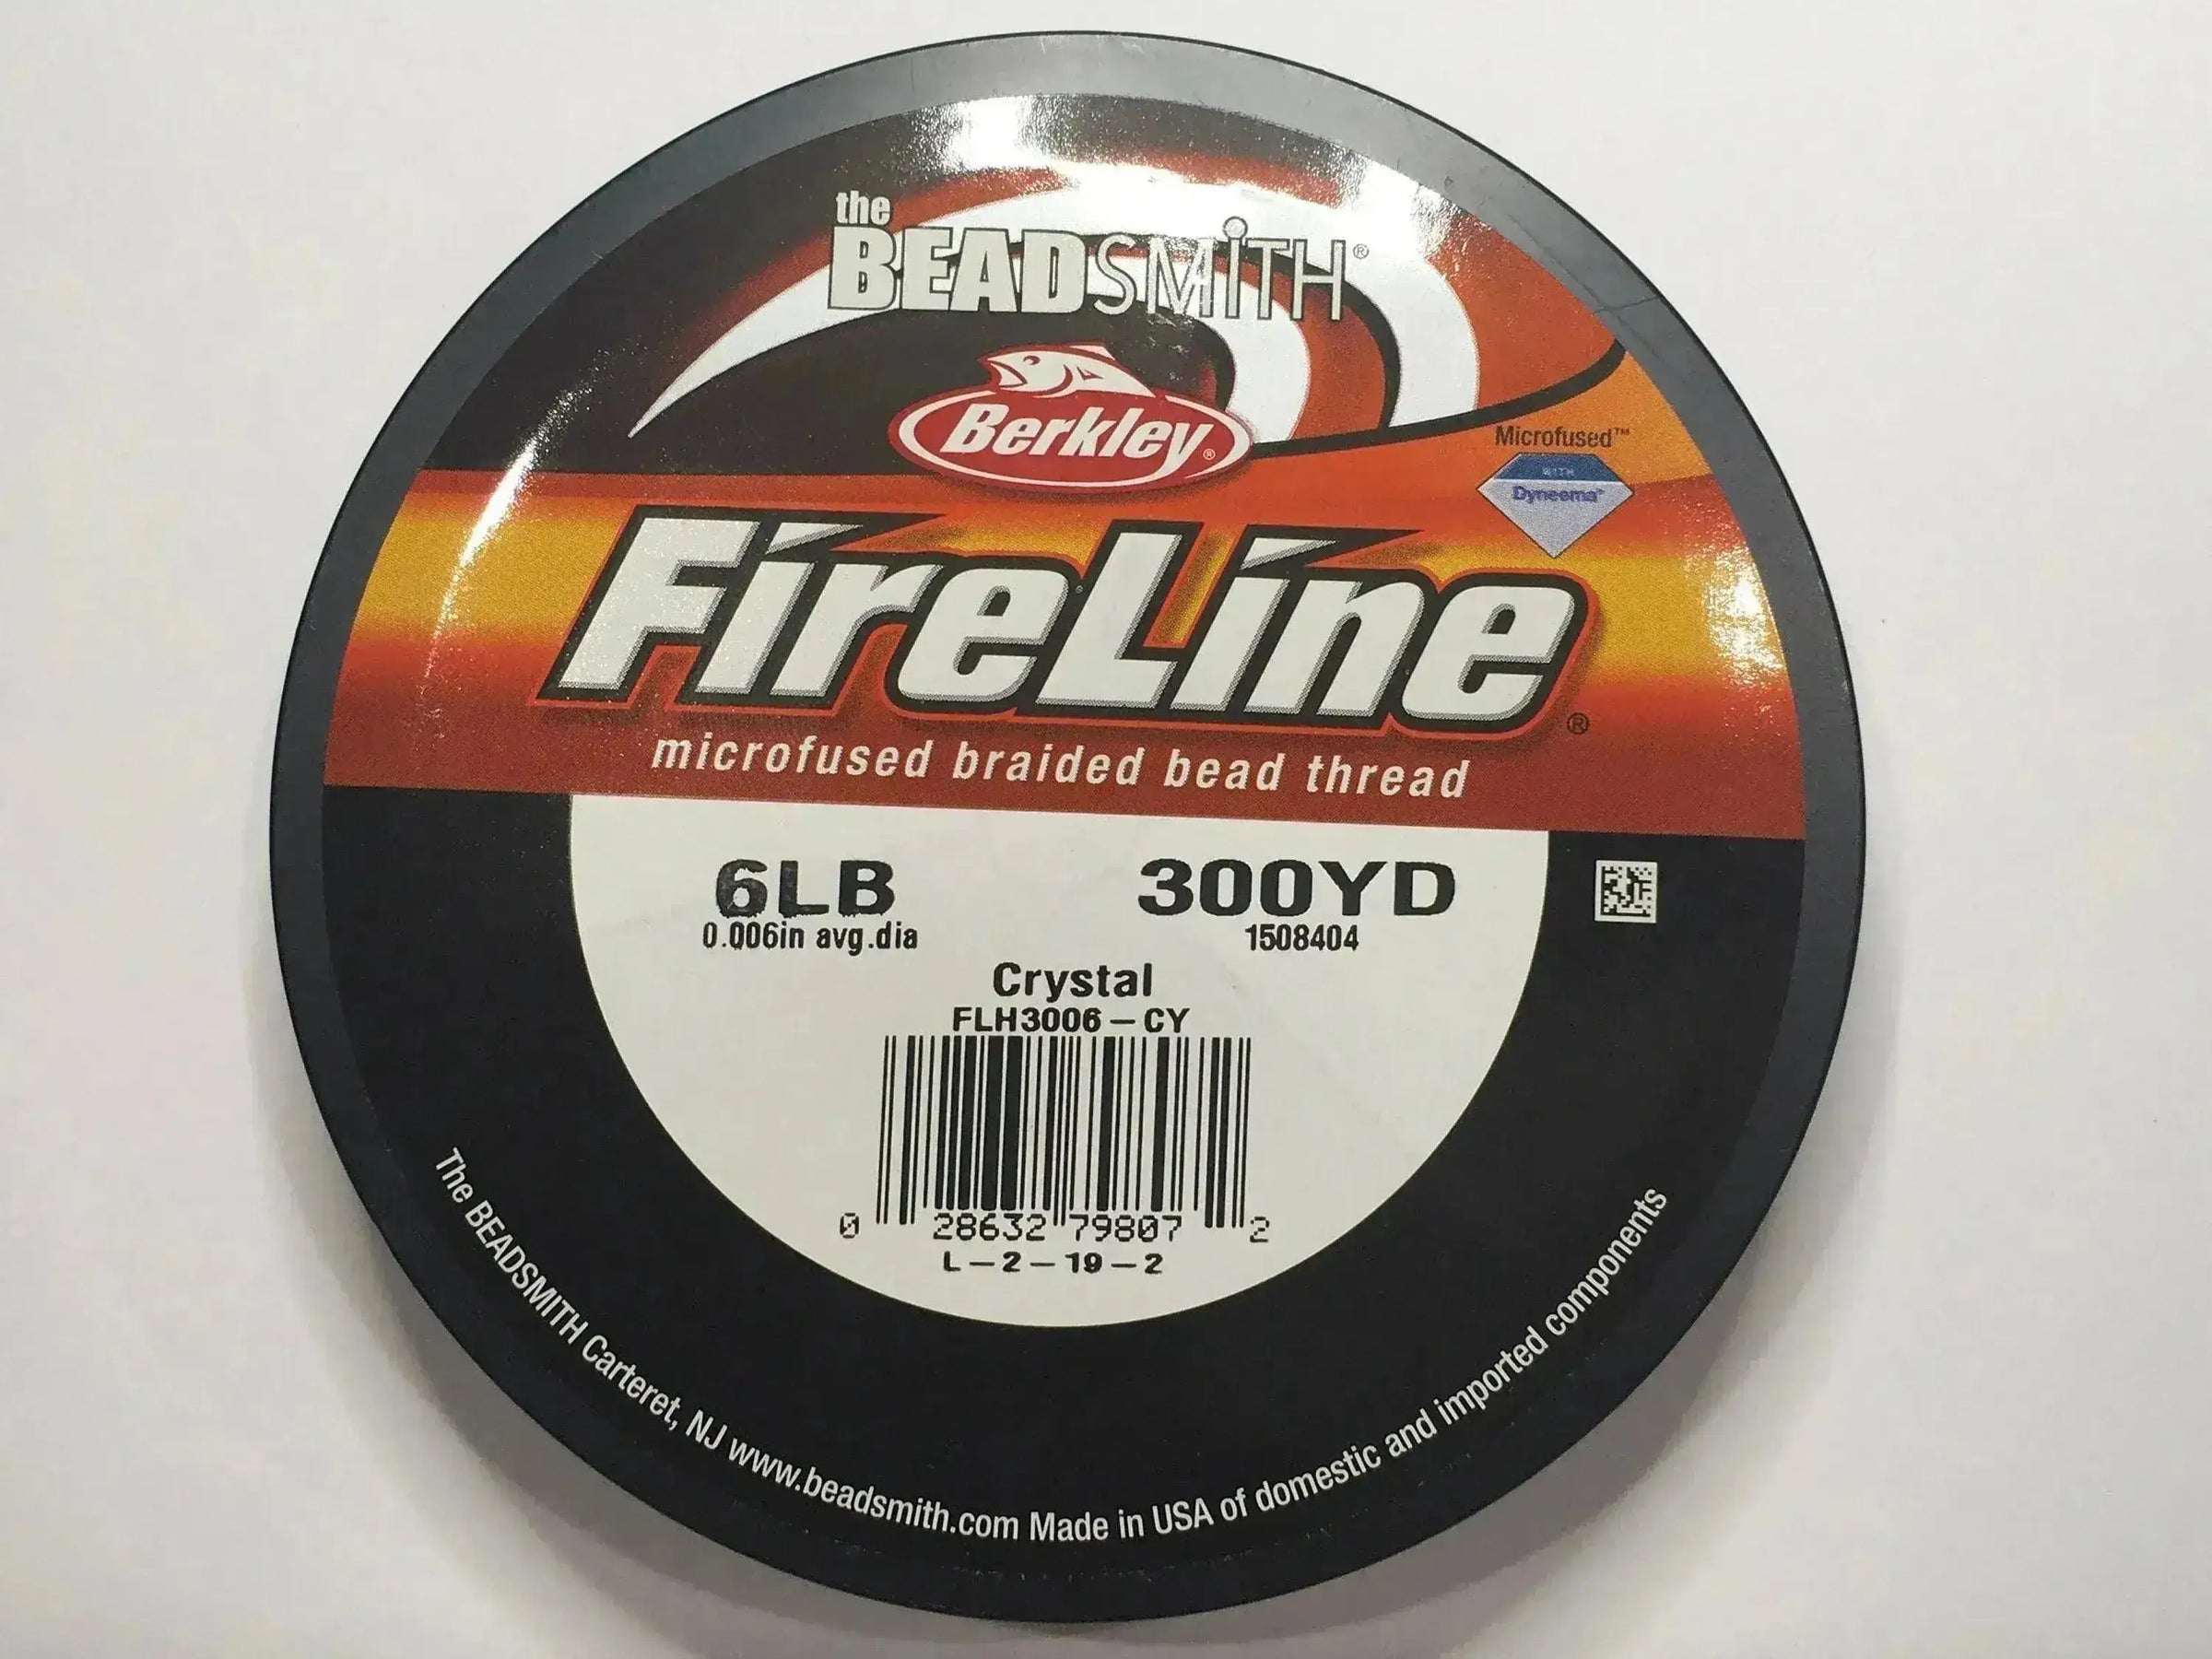 the
BEADSMITH®
Berkley®
Microfused™
WITH
Dyneema®
FireLine®
microfused braided bead thread
6LB 300YD
0.006in avg.dia 1508404
Crystal
FLH3006-CY
0 28632 79807 2
L-2-19-2
The BEADSMITH Carteret, NJ www.beadsmith.com Made in USA of domestic and imported components